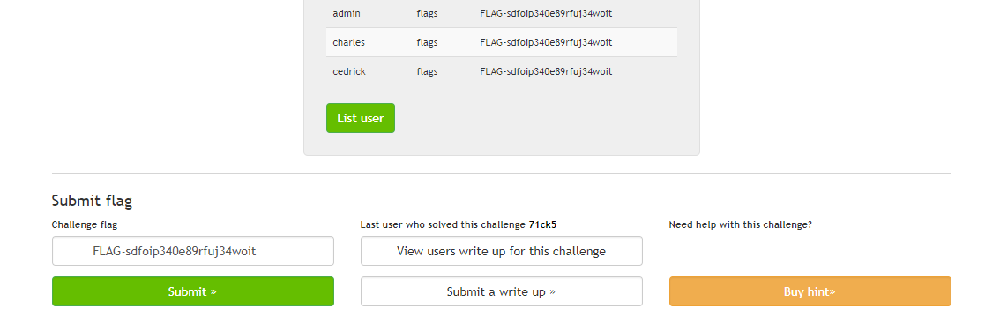 admin flags FLAG-sdfoip340e89rfuj34woit
charles flags FLAG-sdfoip340e89rfuj34woit
cedrick flags FLAG-sdfoip340e89rfuj34woit
List user
Submit flag
Challenge flag
FLAG-sdfoip340e89rfuj34woit
Submit »
Last user who solved this challenge 71ck5
View users write up for this challenge
Submit a write up »
Need help with this challenge?
Buy hint»